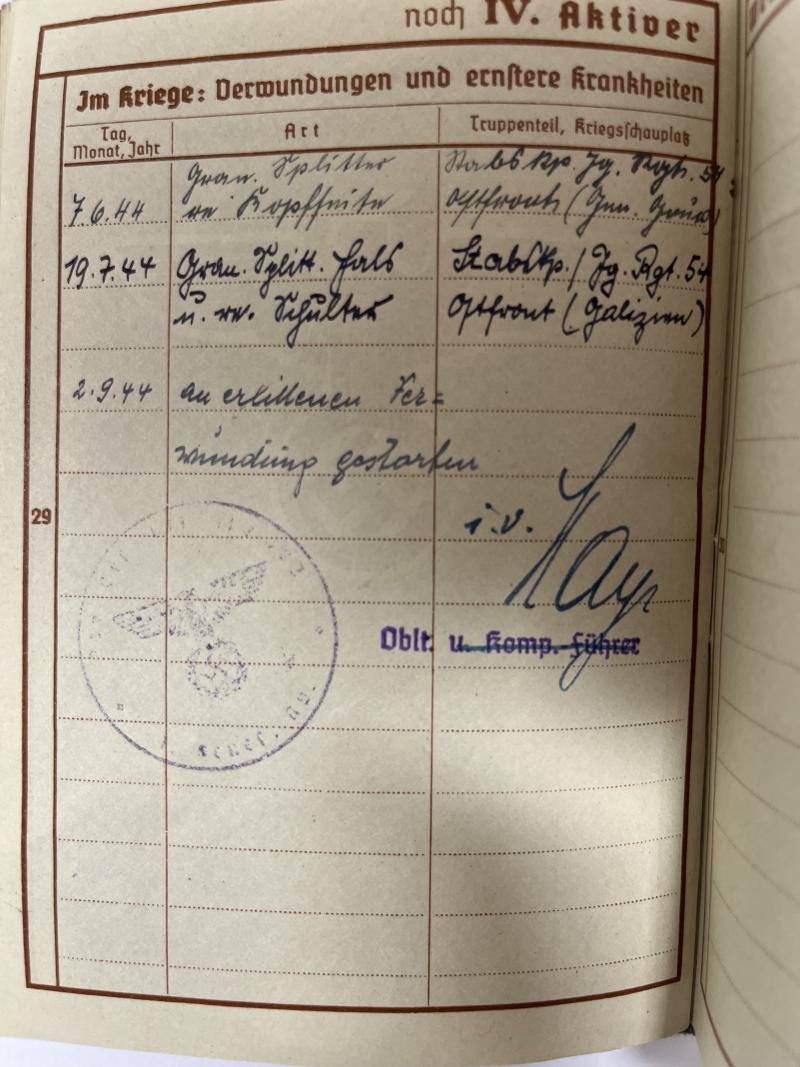 noch IV. Aktiver
Im Kriege: Verwundungen und ernstere Krankheiten
Tag, Monat, Jahr
Art
Truppenteil, Kriegsschauplatz
Gran. Splitter Stabskp. Jg. Rgt. 54
7.6.44 re Kopfseite Ostfront (
19.7.44 Gran. Splitt. Hals Stabskp./Jg. Rgt. 54
u. re. Schulter Ostfront (Galizien)
2.9.44 an erlittenen Ver=
wundung gestorben
29
i.V.
Oblt. u. Komp.-Führer